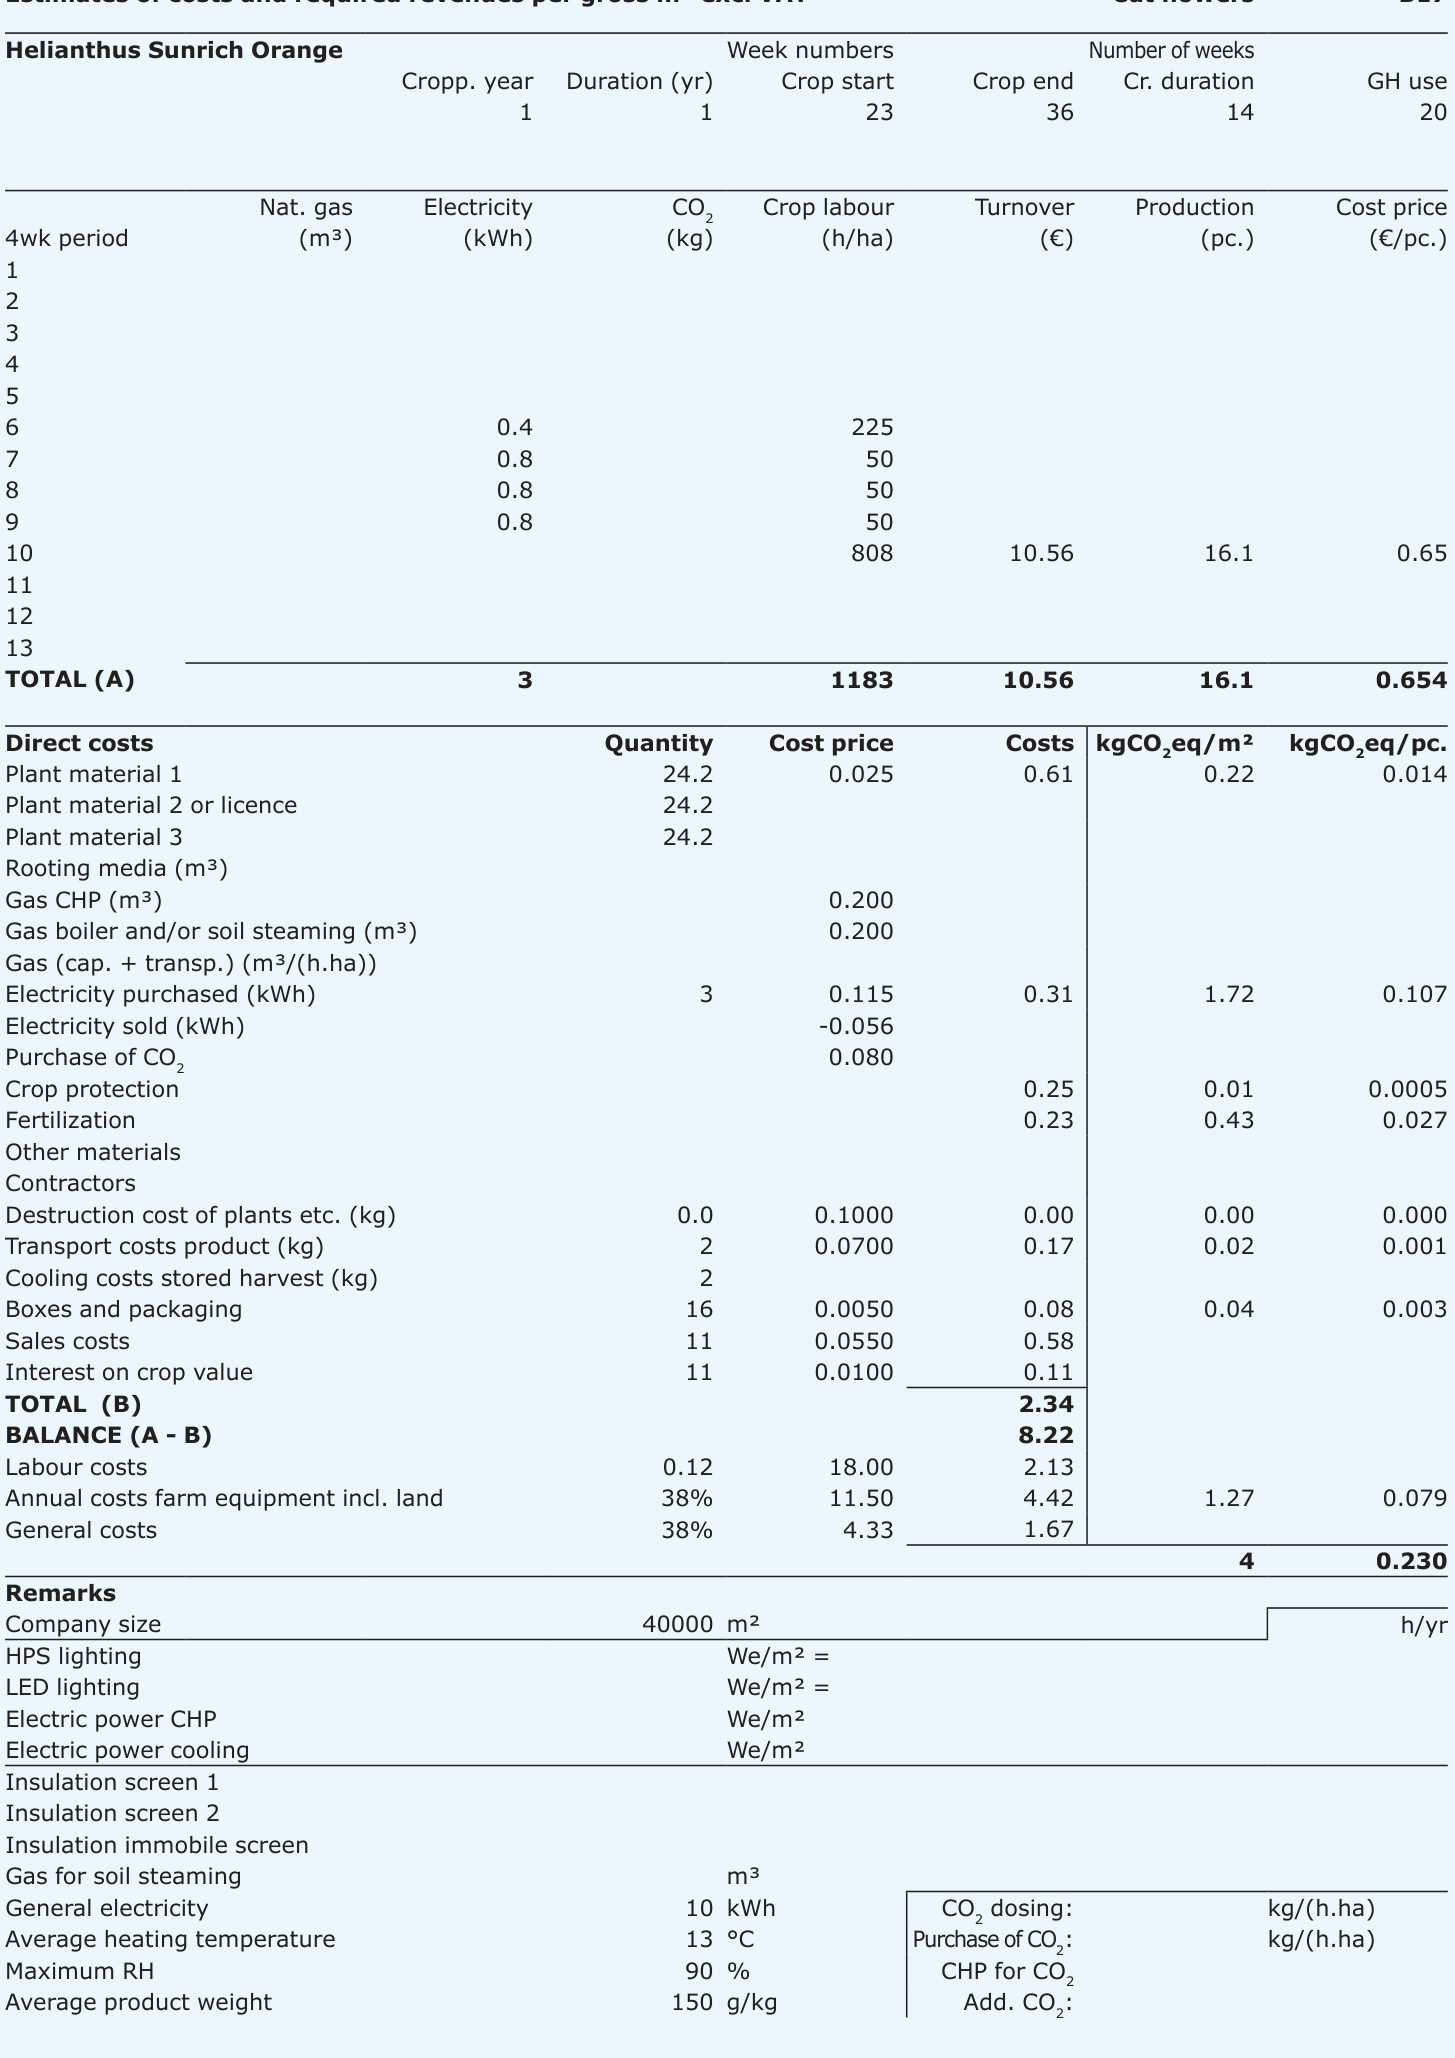 Helianthus Sunrich Orange Week numbers Number of weeks
Cropp. year Duration (yr) Crop start Crop end Cr. duration GH use
1 1 23 36 14 20
Nat. gas Electricity CO₂ Crop labour Turnover Production Cost price
4wk period (m³) (kWh) (kg) (h/ha) (€) (pc.) (€/pc.)
1
2
3
4
5
6 0.4 225
7 0.8 50
8 0.8 50
9 0.8 50
10 808 10.56 16.1 0.65
11
12
13
TOTAL (A) 3 1183 10.56 16.1 0.654
Direct costs Quantity Cost price Costs kgCO₂eq/m² kgCO₂eq/pc.
Plant material 1 24.2 0.025 0.61 0.22 0.014
Plant material 2 or licence 24.2
Plant material 3 24.2
Rooting media (m³)
Gas CHP (m³) 0.200
Gas boiler and/or soil steaming (m³) 0.200
Gas (cap. + transp.) (m³/(h.ha))
Electricity purchased (kWh) 3 0.115 0.31 1.72 0.107
Electricity sold (kWh) -0.056
Purchase of CO₂ 0.080
Crop protection 0.25 0.01 0.0005
Fertilization 0.23 0.43 0.027
Other materials
Contractors
Destruction cost of plants etc. (kg) 0.0 0.1000 0.00 0.00 0.000
Transport costs product (kg) 2 0.0700 0.17 0.02 0.001
Cooling costs stored harvest (kg) 2
Boxes and packaging 16 0.0050 0.08 0.04 0.003
Sales costs 11 0.0550 0.58
Interest on crop value 11 0.0100 0.11
TOTAL (B) 2.34
BALANCE (A - B) 8.22
Labour costs 0.12 18.00 2.13
Annual costs farm equipment incl. land 38% 11.50 4.42 1.27 0.079
General costs 38% 4.33 1.67
4 0.230
Remarks
Company size 40000 m² h/yr
HPS lighting We/m² =
LED lighting We/m² =
Electric power CHP We/m²
Electric power cooling We/m²
Insulation screen 1
Insulation screen 2
Insulation immobile screen
Gas for soil steaming m³
General electricity 10 kWh CO₂ dosing: kg/(h.ha)
Average heating temperature 13 °C Purchase of CO₂: kg/(h.ha)
Maximum RH 90 % CHP for CO₂
Average product weight 150 g/kg Add. CO₂: